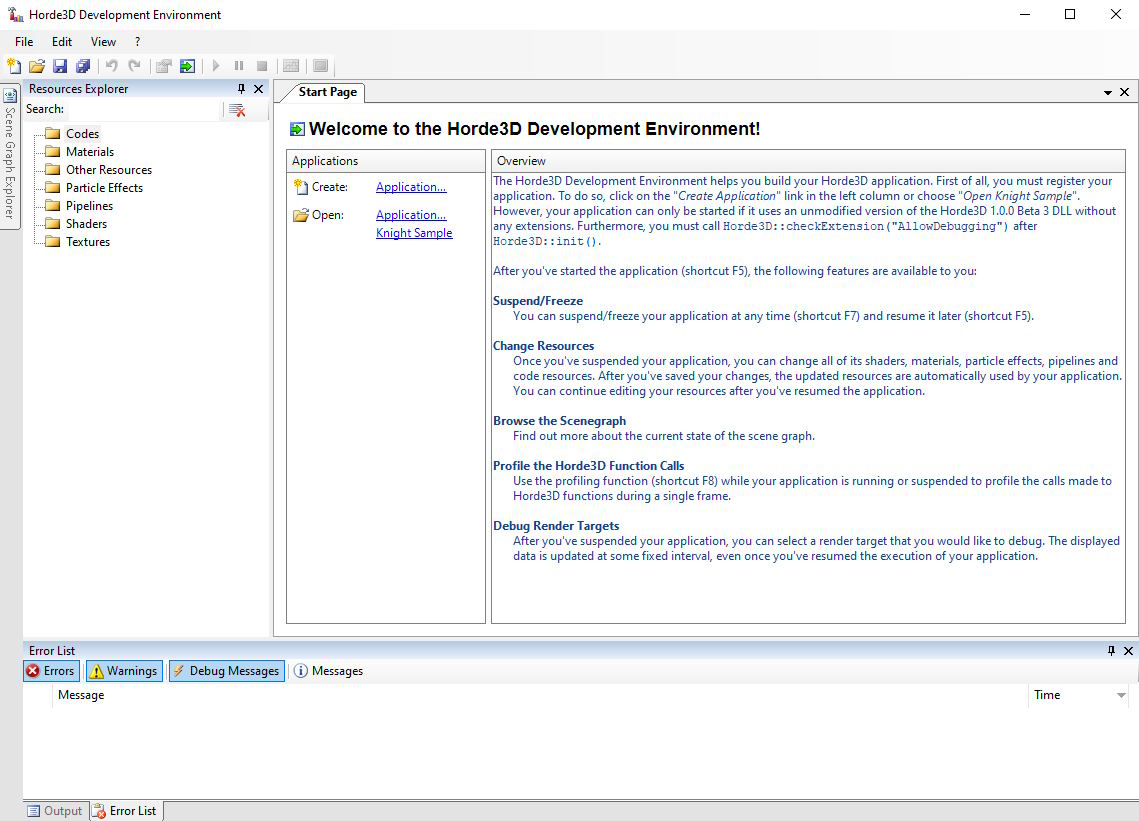 Horde3D Development Environment
File Edit View ?
Resources Explorer
Search:
Scene Graph Explorer
Codes
Materials
Other Resources
Particle Effects
Pipelines
Shaders
Textures
Start Page
Welcome to the Horde3D Development Environment!
Applications
Create: Application...
Open: Application...
Knight Sample
Overview
The Horde3D Development Environment helps you build your Horde3D application. First of all, you must register your
application. To do so, click on the "Create Application" link in the left column or choose "Open Knight Sample".
However, your application can only be started if it uses an unmodified version of the Horde3D 1.0.0 Beta 3 DLL without
any extensions. Furthermore, you must call Horde3D::checkExtension("AllowDebugging") after
Horde3D::init().
After you've started the application (shortcut F5), the following features are available to you:
Suspend/Freeze
You can suspend/freeze your application at any time (shortcut F7) and resume it later (shortcut F5).
Change Resources
Once you've suspended your application, you can change all of its shaders, materials, particle effects, pipelines and
code resources. After you've saved your changes, the updated resources are automatically used by your application.
You can continue editing your resources after you've resumed the application.
Browse the Scenegraph
Find out more about the current state of the scene graph.
Profile the Horde3D Function Calls
Use the profiling function (shortcut F8) while your application is running or suspended to profile the calls made to
Horde3D functions during a single frame.
Debug Render Targets
After you've suspended your application, you can select a render target that you would like to debug. The displayed
data is updated at some fixed interval, even once you've resumed the execution of your application.
Error List
Errors Warnings Debug Messages Messages
Message Time
Output Error List